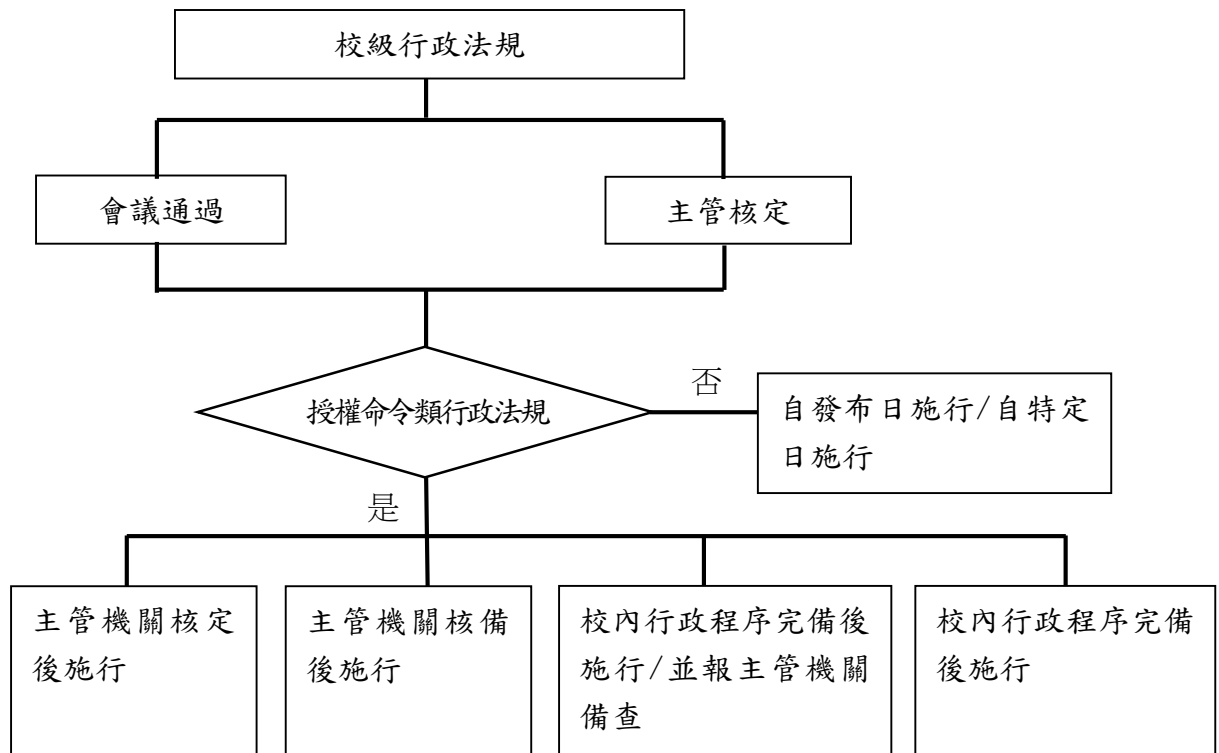 校級行政法規
會議通過
主管核定
授權命令類行政法規
否
自發布日施行/自特定
日施行
是
主管機關核定
後施行
主管機關核備
後施行
校內行政程序完備後
施行/並報主管機關
備查
校內行政程序完備
後施行